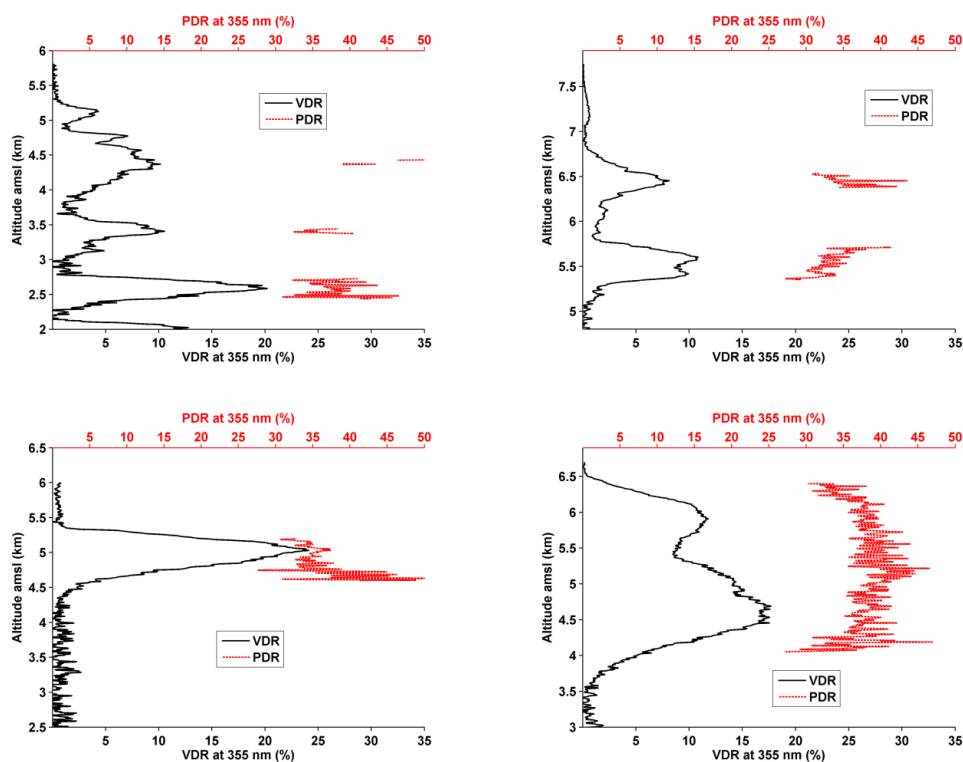 PDR at 355 nm (%)
5 10 15 20 25 30 35 40 45 50
6
5.5
5
4.5
4
3.5
3
2.5
2
Altitude amsl (km)
VDR
PDR
5 10 15 20 25 30 35
VDR at 355 nm (%)
PDR at 355 nm (%)
5 10 15 20 25 30 35 40 45 50
7.5
7
6.5
6
5.5
5
Altitude amsl (km)
VDR
PDR
5 10 15 20 25 30 35
VDR at 355 nm (%)
PDR at 355 nm (%)
5 10 15 20 25 30 35 40 45 50
6.5
6
5.5
5
4.5
4
3.5
3
2.5
Altitude amsl (km)
VDR
PDR
5 10 15 20 25 30 35
VDR at 355 nm (%)
PDR at 355 nm (%)
5 10 15 20 25 30 35 40 45 50
6.5
6
5.5
5
4.5
4
3.5
3
Altitude amsl (km)
VDR
PDR
5 10 15 20 25 30 35
VDR at 355 nm (%)